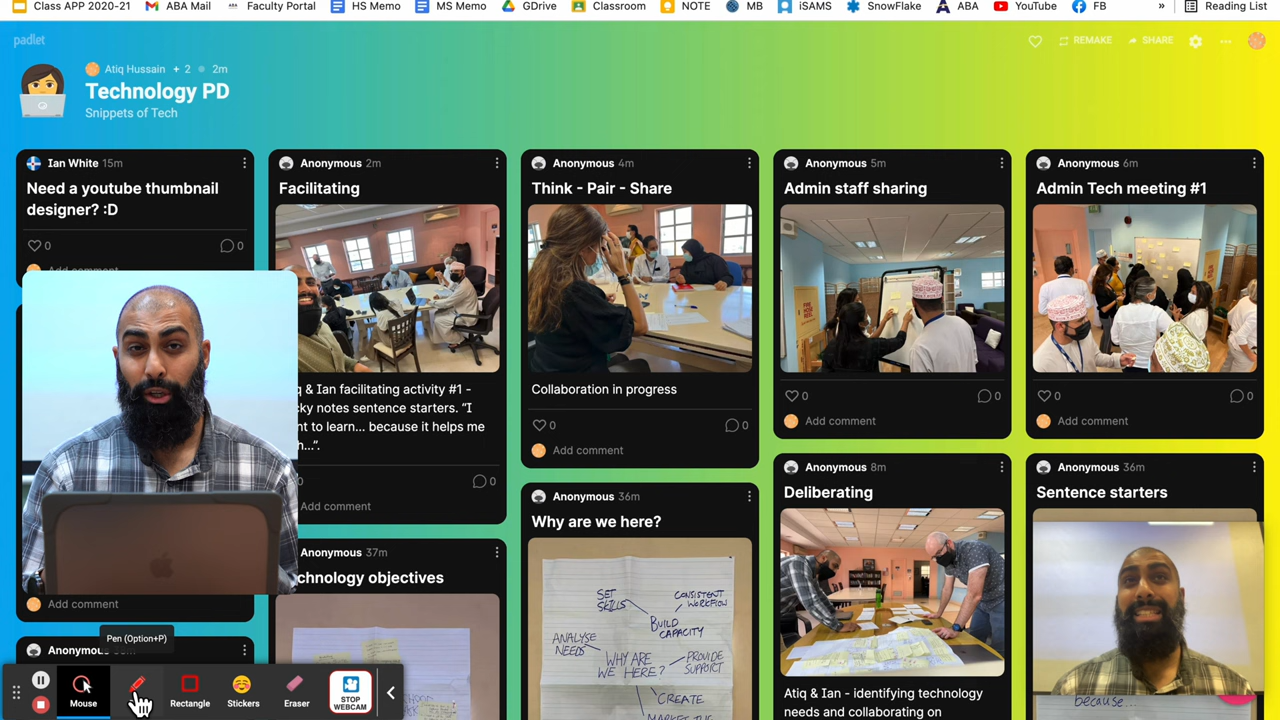 Class APP 2020-21
ABA Mail
Faculty Portal
HS Memo
MS Memo
GDrive
Classroom
NOTE
MB
iSAMS
SnowFlake
ABA
YouTube
FB
»
Reading List
padlet
REMAKE
SHARE
Atiq Hussain + 2 2m
Technology PD
Snippets of Tech
Ian White 15m
Need a youtube thumbnail
designer? :D
0
0
Add comment
Add comment
Anonymous
Anonymous 2m
Facilitating
q & Ian facilitating activity #1 -
cky notes sentence starters. "I
nt to learn... because it helps me
h...".
0
0
Add comment
Anonymous 37m
chnology objectives
Anonymous 4m
Think - Pair - Share
Collaboration in progress
0
0
Add comment
Anonymous 36m
Why are we here?
SET
SKILLS
CONSISTENT
WORKFLOW
BUILD
CAPACITY
ANALYSE
NEEDS
WHY ARE
WE HERE?
PROVIDE
SUPPORT
CREATE
Anonymous 5m
Admin staff sharing
0
0
Add comment
Anonymous 8m
Deliberating
Atiq & Ian - identifying technology
needs and collaborating on
Anonymous 6m
Admin Tech meeting #1
0
0
Add comment
Anonymous 36m
Sentence starters
because...
Pen (Option+P)
Mouse
Rectangle
Stickers
Eraser
STOP
WEBCAM